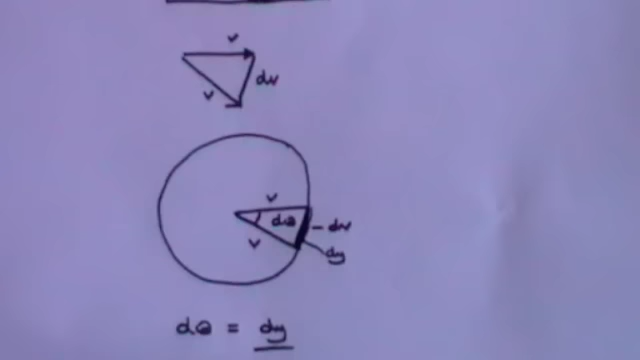 v
dv
v
v
dθ
- dv
v
dy
dθ = dy